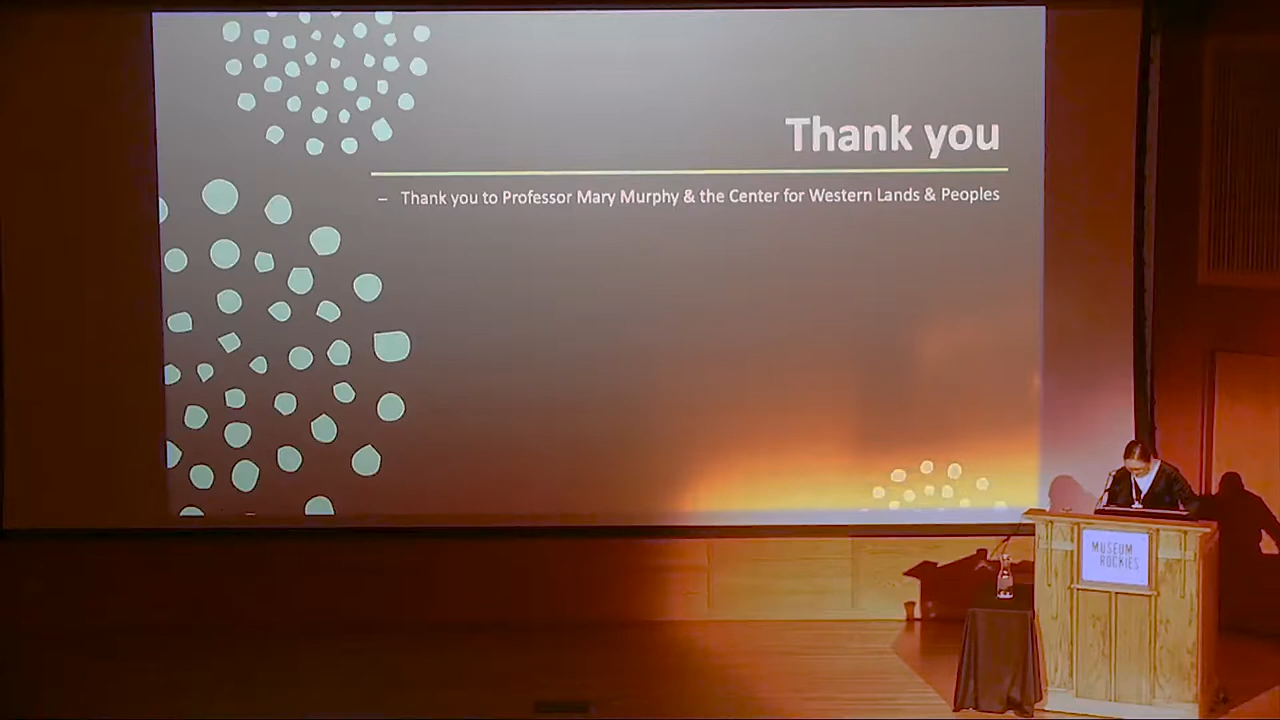 Thank you
– Thank you to Professor Mary Murphy & the Center for Western Lands & Peoples
MUSEUM
ROCKIES